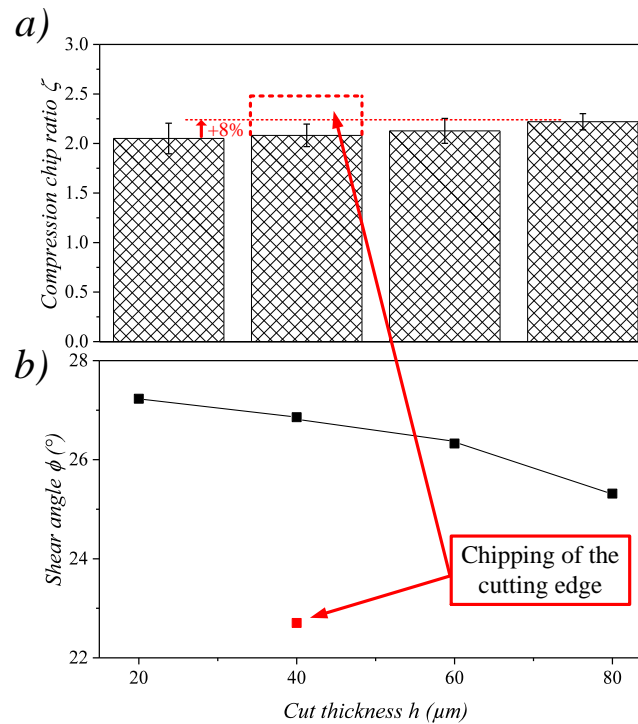 a)
3.0
2.5
2.0
1.5
1.0
0.5
0.0
Compression chip ratio ζ
+8%
b)
28
26
24
22
Shear angle ϕ (°)
Chipping of the
cutting edge
20
40
60
80
Cut thickness h (μm)